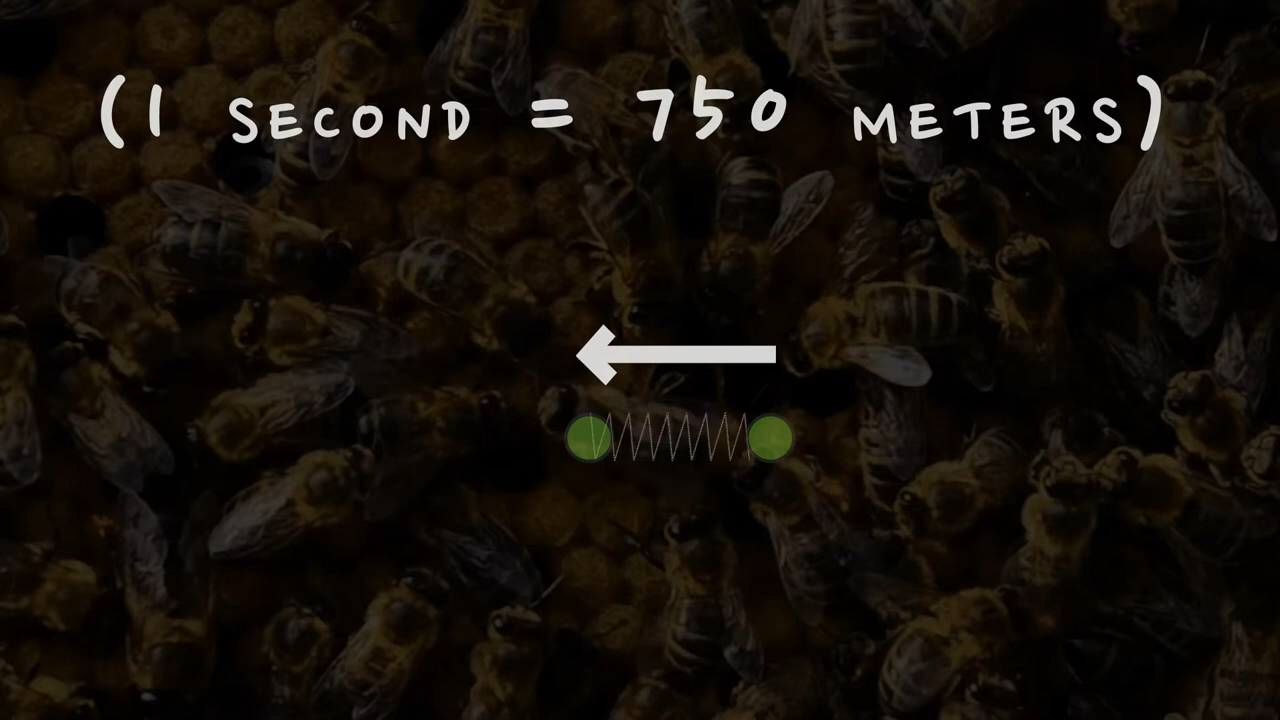 (1 SECOND = 750 METERS)